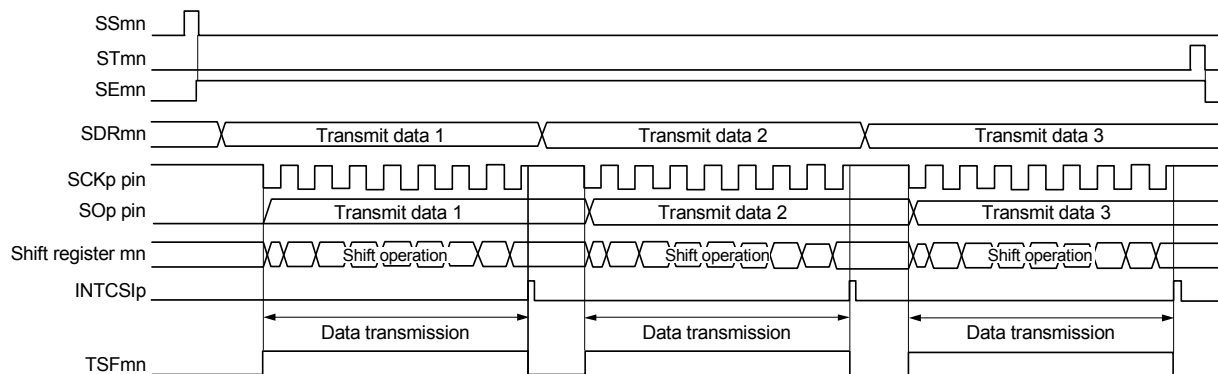 SSmn
STmn
SEmn
SDRmn Transmit data 1 Transmit data 2 Transmit data 3
SCKp pin
SOp pin Transmit data 1 Transmit data 2 Transmit data 3
Shift register mn Shift operation Shift operation Shift operation
INTCSIp
Data transmission Data transmission Data transmission
TSFmn